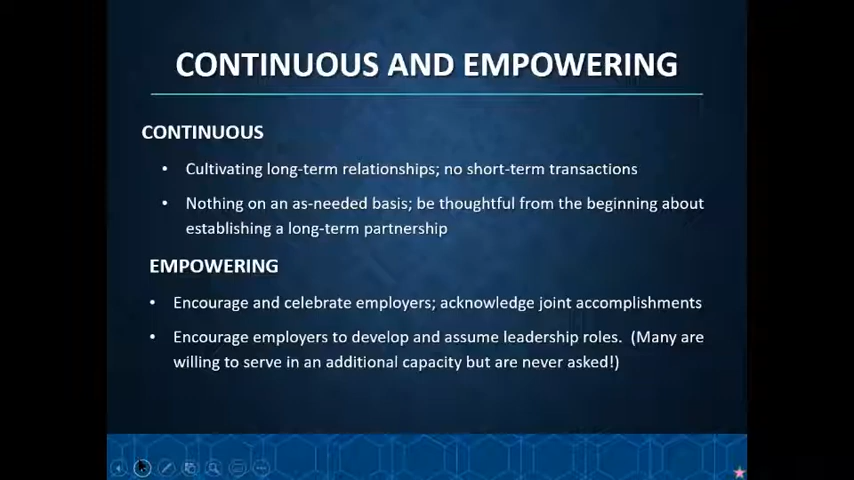 CONTINUOUS AND EMPOWERING
CONTINUOUS
• Cultivating long-term relationships; no short-term transactions
• Nothing on an as-needed basis; be thoughtful from the beginning about
establishing a long-term partnership
EMPOWERING
• Encourage and celebrate employers; acknowledge joint accomplishments
• Encourage employers to develop and assume leadership roles.  (Many are
willing to serve in an additional capacity but are never asked!)